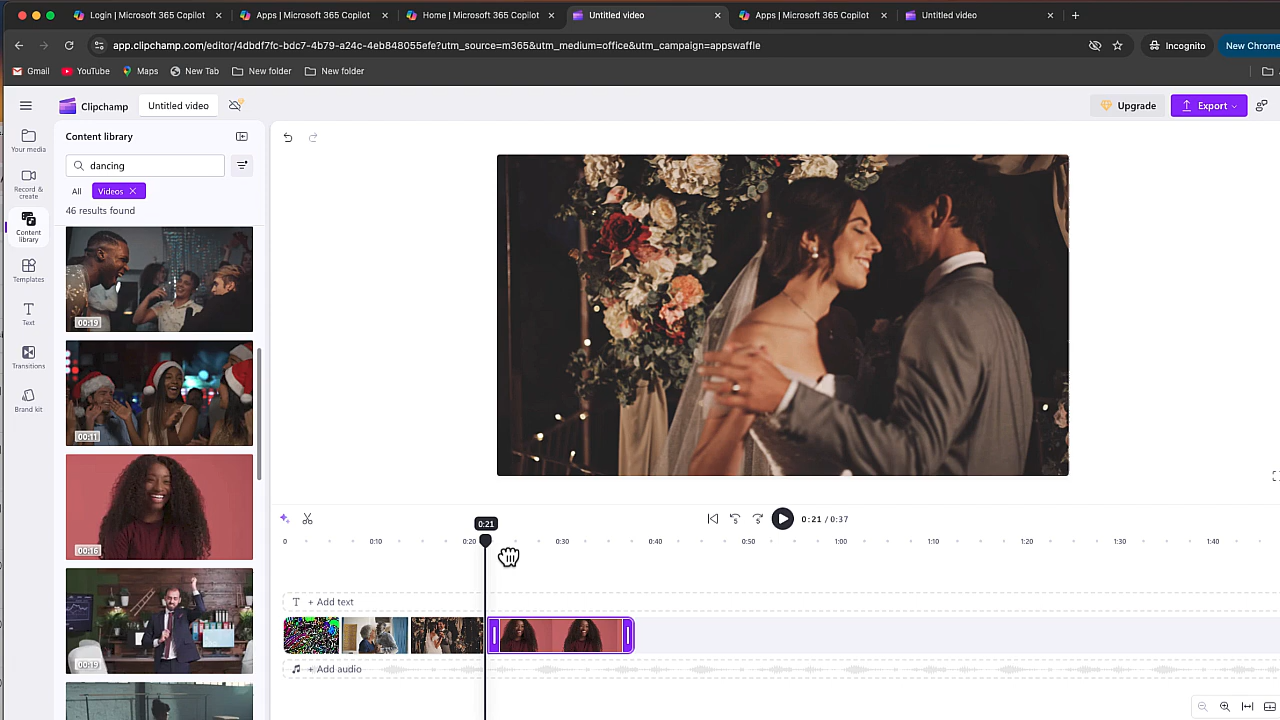 Login | Microsoft 365 Copilot
Apps | Microsoft 365 Copilot
Home | Microsoft 365 Copilot
Untitled video
Apps | Microsoft 365 Copilot
Untitled video
app.clipchamp.com/editor/4dbdf7fc-bdc7-4b79-a24c-4eb848055efe?utm_source=m365&utm_medium=office&utm_campaign=appswaffle
Incognito
New Chrome
Gmail
YouTube
Maps
New Tab
New folder
New folder
Clipchamp
Untitled video
Upgrade
Export
Your media
Record & create
Content library
Templates
Text
Transitions
Brand kit
Content library
dancing
All
Videos
46 results found
00:19
00:11
00:16
00:19
5
5
0:21 / 0:37
0:21
0
0:10
0:20
0:30
0:40
0:50
1:00
1:10
1:20
1:30
1:40
T + Add text
+ Add audio